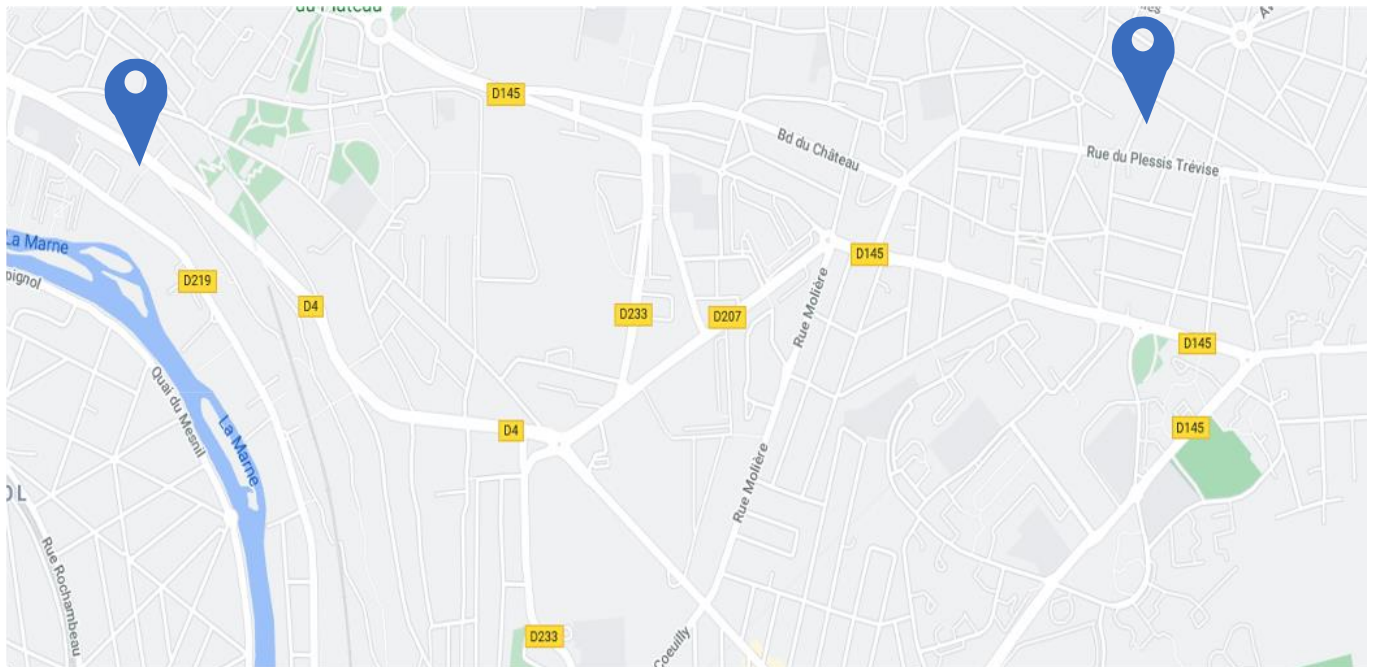 du Plateau
D145
Bd du Château
Rue du Plessis Trévise
La Marne
D219
D4
D145
D233
D207
Rue Molière
D145
Quai du Mesnil
La Marne
D4
D145
Rue Molière
Rue Rochambeau
D233
Coeuilly